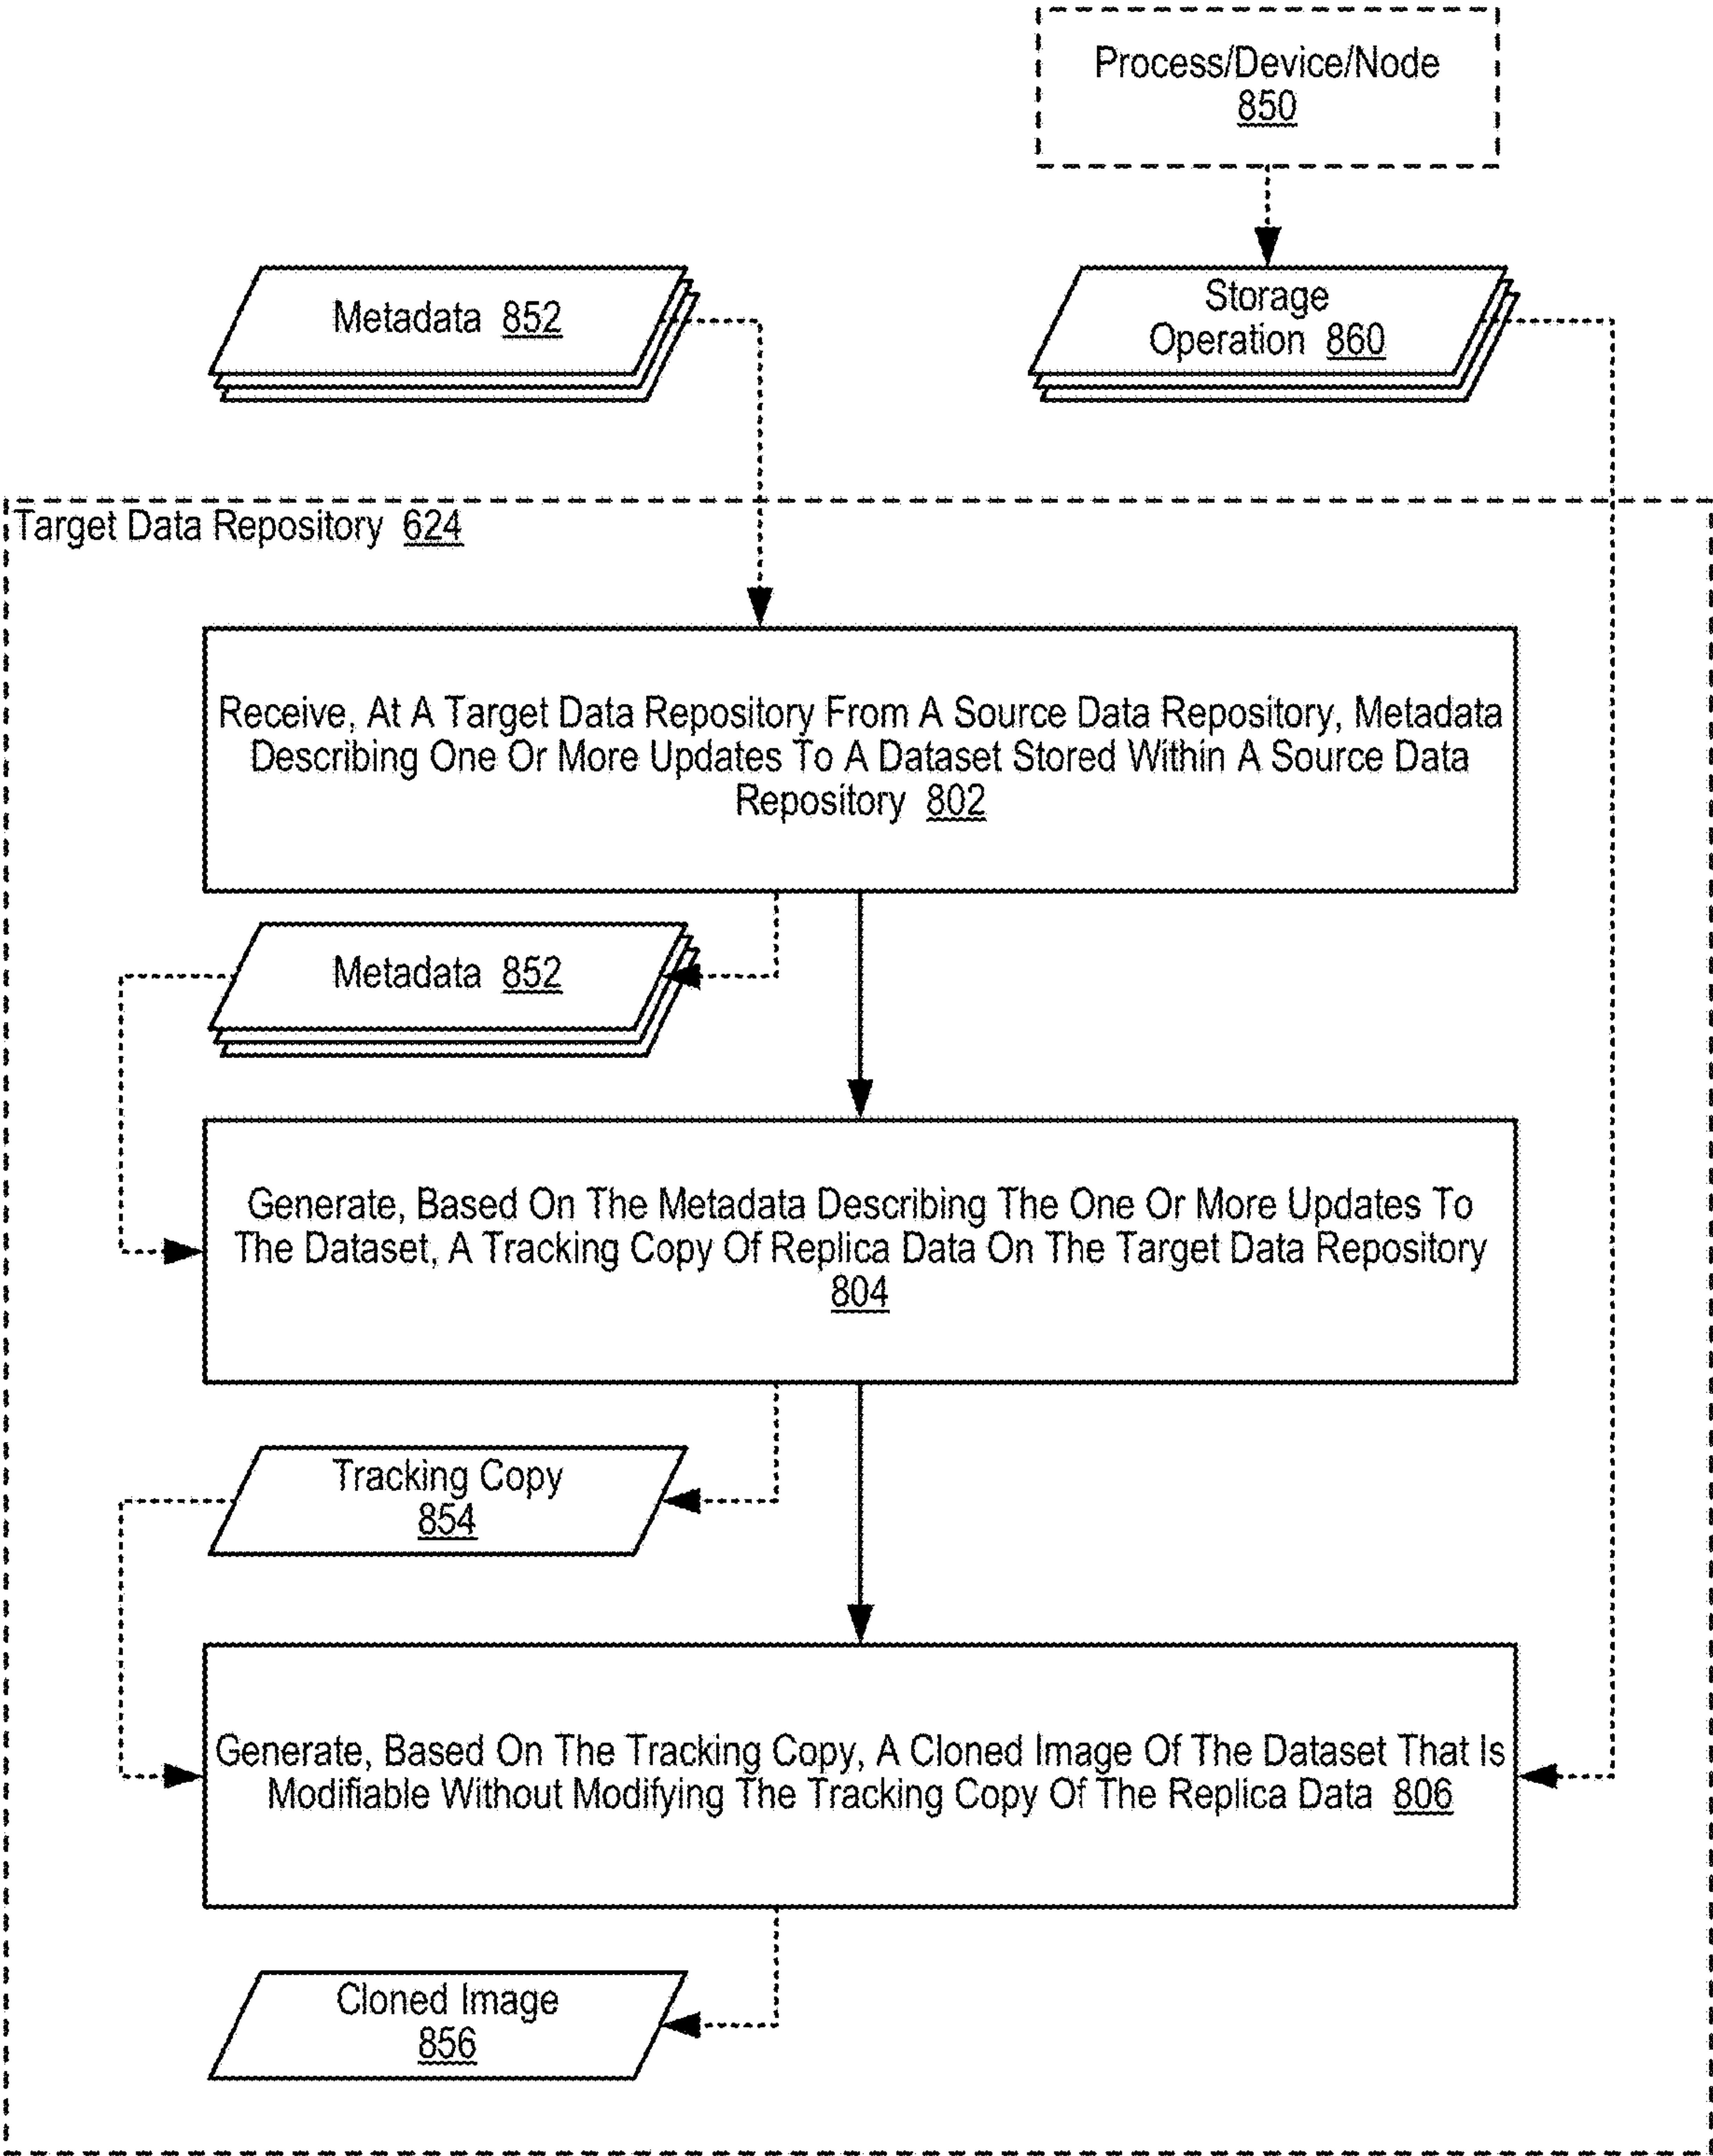 Process/Device/Node
850
Metadata 852
Storage
Operation 860
Target Data Repository 624
Receive, At A Target Data Repository From A Source Data Repository, Metadata
Describing One Or More Updates To A Dataset Stored Within A Source Data
Repository 802
Metadata 852
Generate, Based On The Metadata Describing The One Or More Updates To
The Dataset, A Tracking Copy Of Replica Data On The Target Data Repository
804
Tracking Copy
854
Generate, Based On The Tracking Copy, A Cloned Image Of The Dataset That Is
Modifiable Without Modifying The Tracking Copy Of The Replica Data 806
Cloned Image
856